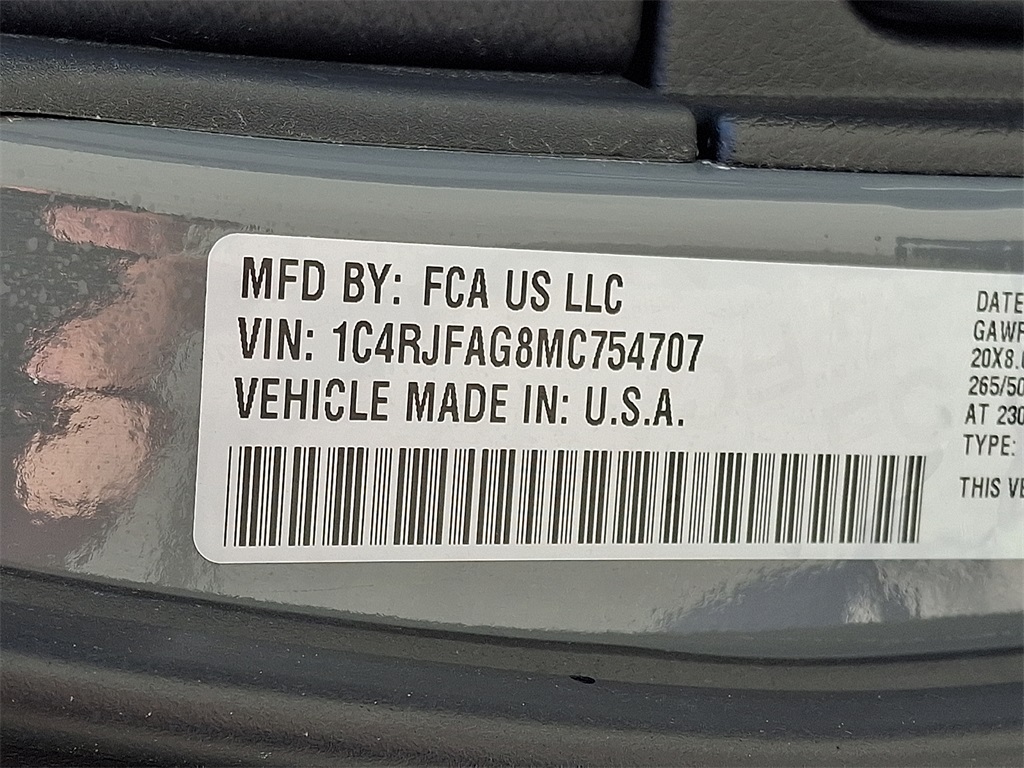 MFD BY: FCA US LLC
VIN: 1C4RJFAG8MC754707
VEHICLE MADE IN: U.S.A.
DATE
GAWR
20X8.
265/50
AT 230
TYPE:
THIS VE